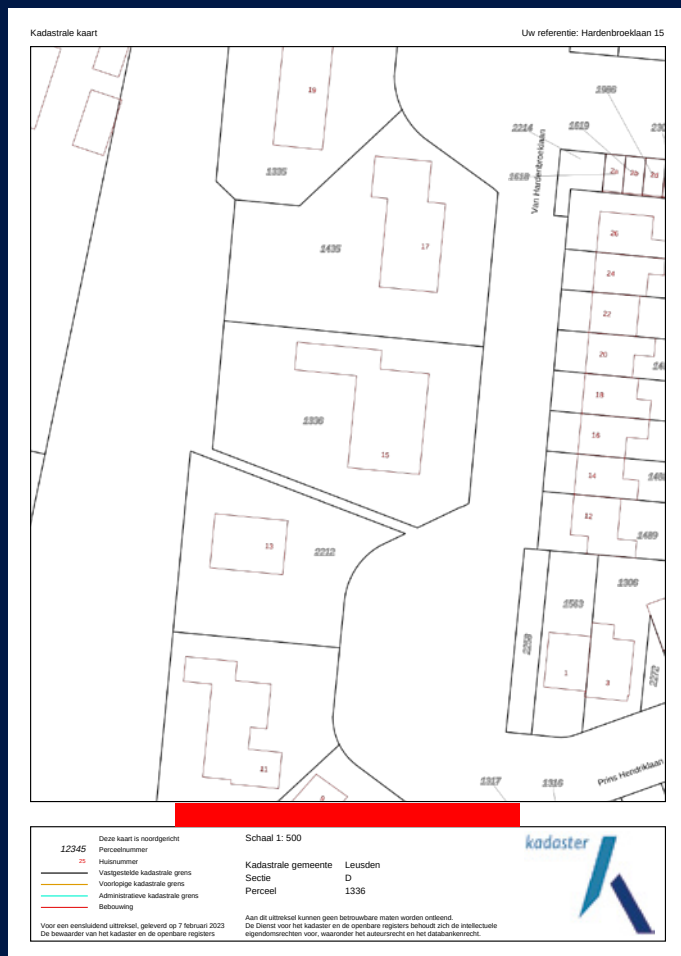 Kadastrale kaart
Uw referentie: Hardenbroeklaan 15
19
1986
2214
1619
230
1335
1618
2a
2b
2d
Van Hardenbroeklaan
26
1435
17
24
22
20
18
1336
15
16
14
148
12
1489
13
2212
1306
1563
2258
1
3
2272
11
9
1317
1316
Prins Hendriklaan
Deze kaart is noordgericht
12345 Perceelnummer
25 Huisnummer
Vastgestelde kadastrale grens
Voorlopige kadastrale grens
Administratieve kadastrale grens
Bebouwing
Voor een eensluidend uittreksel, geleverd op 7 februari 2023
De bewaarder van het kadaster en de openbare registers
Schaal 1: 500
Kadastrale gemeente Leusden
Sectie D
Perceel 1336
Aan dit uittreksel kunnen geen betrouwbare maten worden ontleend.
De Dienst voor het kadaster en de openbare registers behoudt zich de intellectuele
eigendomsrechten voor, waaronder het auteursrecht en het databankenrecht.
kadaster